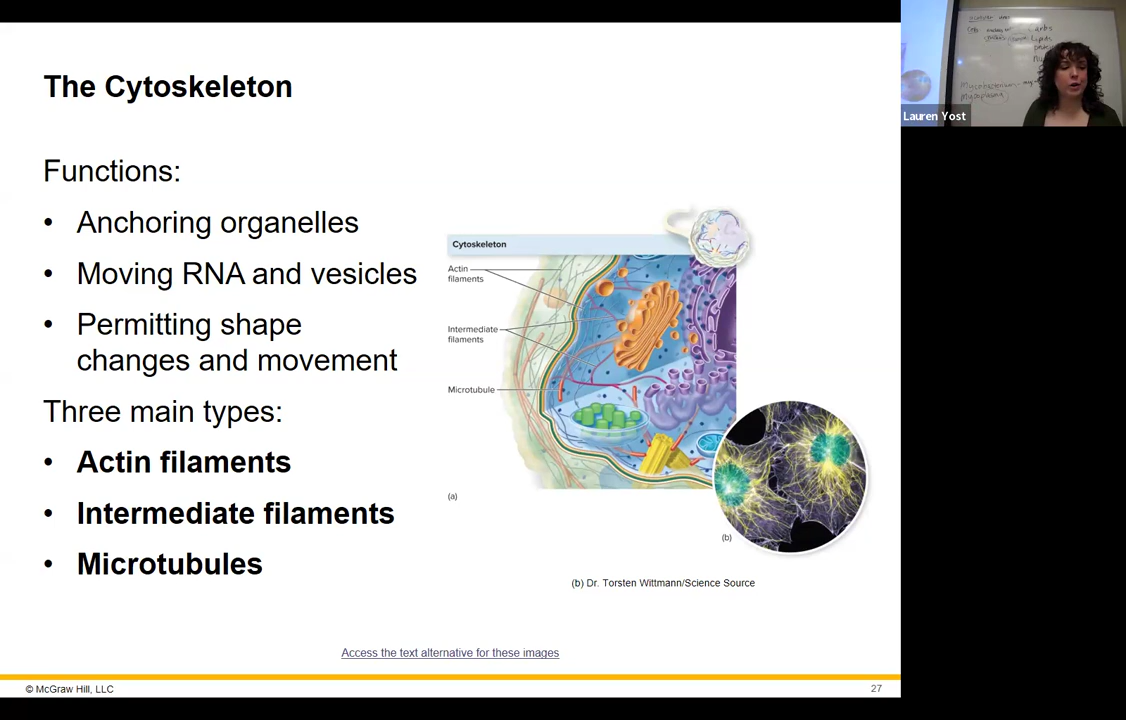 The Cytoskeleton
Functions:
• Anchoring organelles
• Moving RNA and vesicles
• Permitting shape
changes and movement
Three main types:
• Actin filaments
• Intermediate filaments
• Microtubules
Cytoskeleton
Actin
filaments
Intermediate
filaments
Microtubule
(a)
(b)
(b) Dr. Torsten Wittmann/Science Source
Access the text alternative for these images
© McGraw Hill, LLC
27
Lipids
Lauren Yost